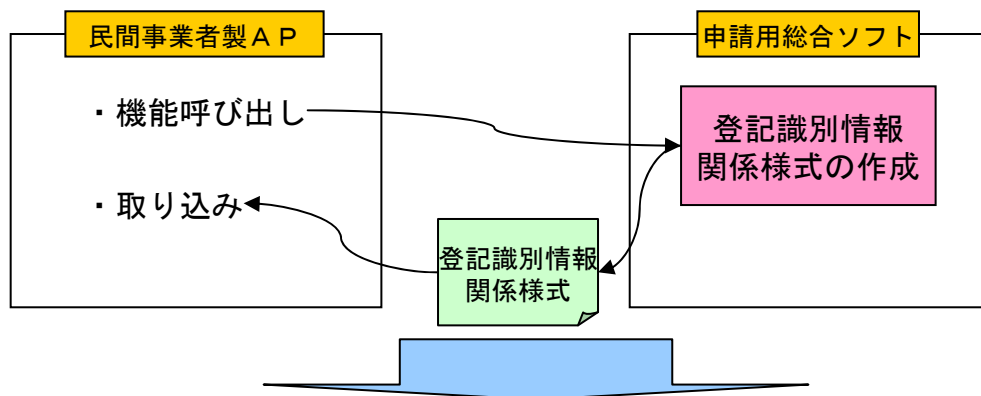 民間事業者製ＡＰ
・機能呼び出し
・取り込み
申請用総合ソフト
登記識別情報
関係様式の作成
登記識別情報
関係様式